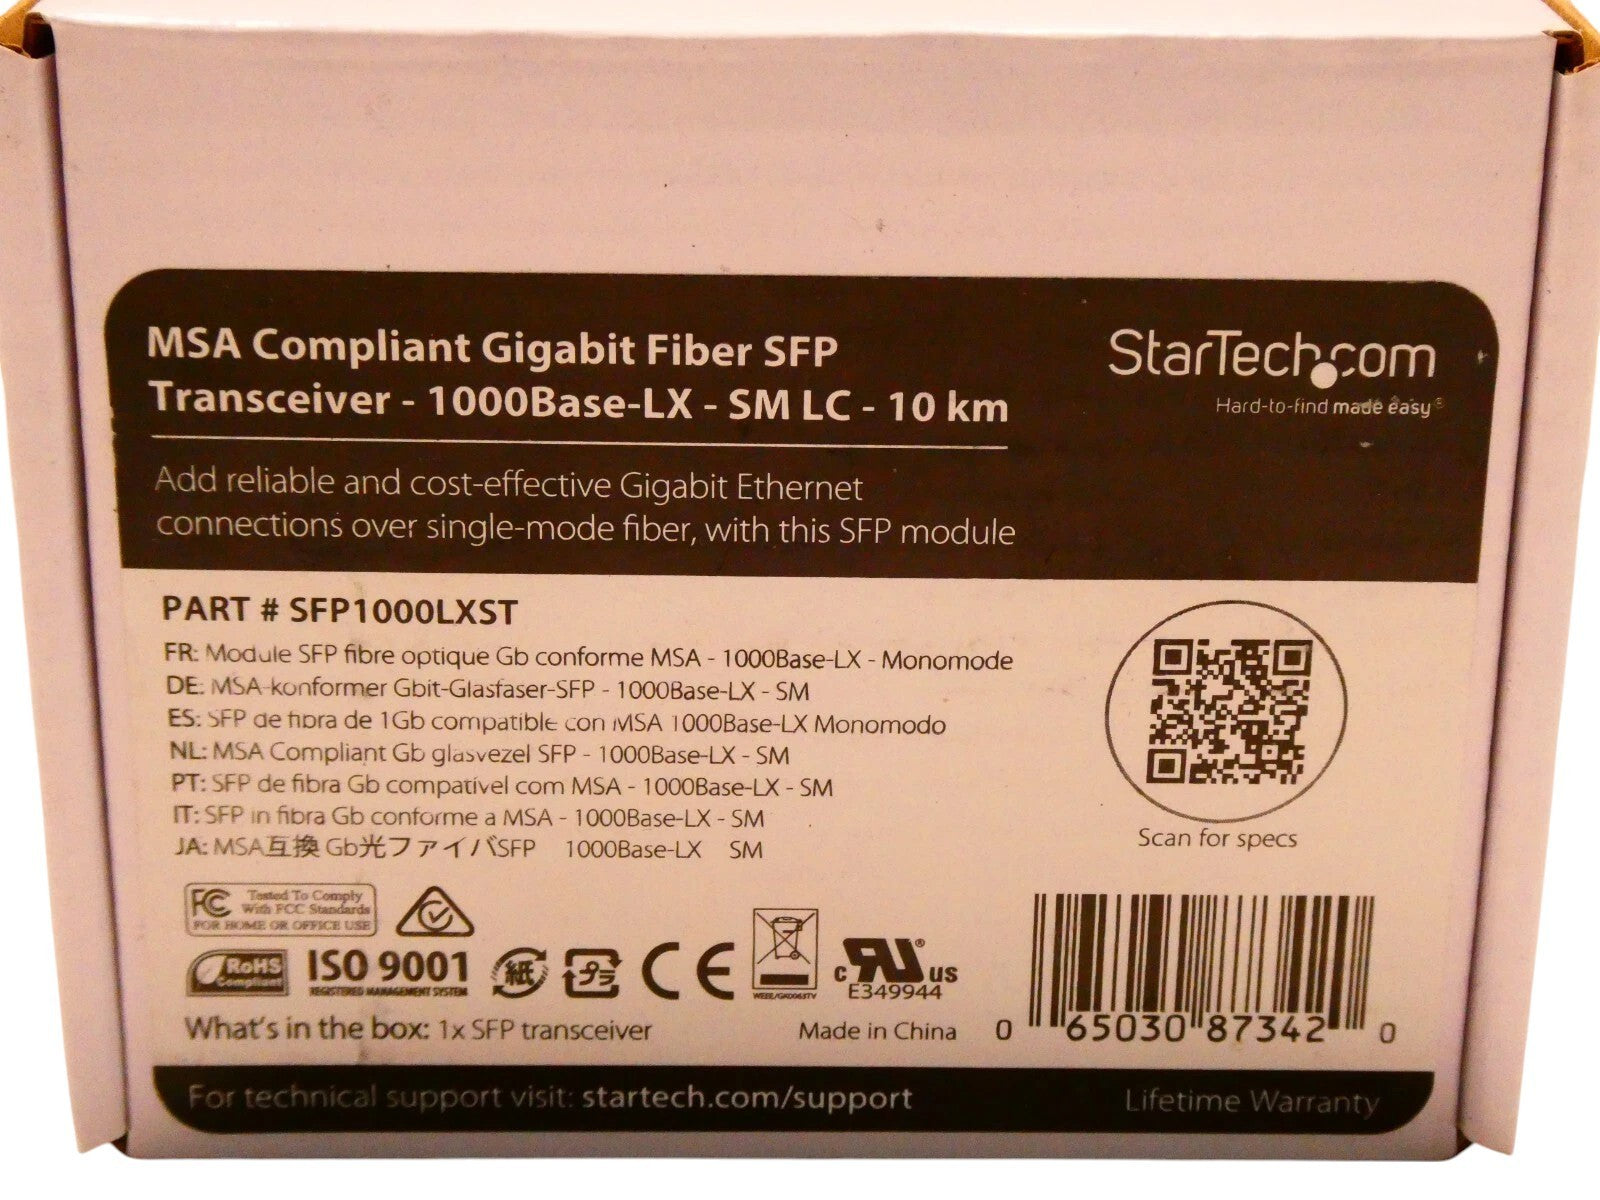 MSA Compliant Gigabit Fiber SFP
Transceiver - 1000Base-LX - SM LC - 10 km
StarTech.com
Hard-to-find made easy®
Add reliable and cost-effective Gigabit Ethernet
connections over single-mode fiber, with this SFP module
PART # SFP1000LXST
FR: Module SFP fibre optique Gb conforme MSA - 1000Base-LX - Monomode
DE: MSA-konformer Gbit-Glasfaser-SFP - 1000Base-LX - SM
ES: SFP de fibra de 1Gb compatible con MSA 1000Base-LX Monomodo
NL: MSA Compliant Gb glasvezel SFP - 1000Base-LX - SM
PT: SFP de fibra Gb compatível com MSA - 1000Base-LX - SM
IT: SFP in fibra Gb conforme a MSA - 1000Base-LX - SM
JA: MSA互換 Gb光ファイバSFP 1000Base-LX SM
Scan for specs
FC Tested To Comply
With FCC Standards
FOR HOME OR OFFICE USE
RoHS
Compliant
ISO 9001
REGISTERED MANAGEMENT SYSTEM
紙
プラ
CE
c RU® us
E349944
What's in the box: 1x SFP transceiver
Made in China
0 65030 87342 0
For technical support visit: startech.com/support
Lifetime Warranty